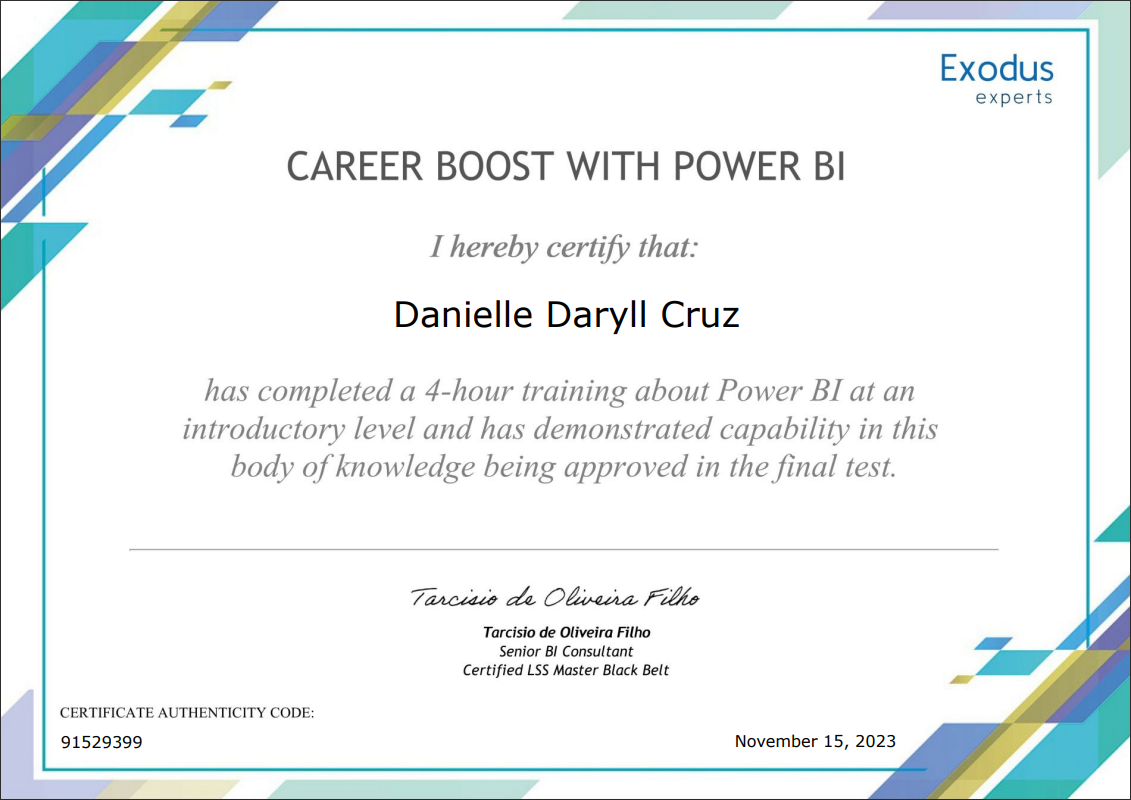 Exodus
experts
CAREER BOOST WITH POWER BI
I hereby certify that:
Danielle Daryll Cruz
has completed a 4-hour training about Power BI at an
introductory level and has demonstrated capability in this
body of knowledge being approved in the final test.
Tarcisio de Oliveira Filho
Tarcisio de Oliveira Filho
Senior BI Consultant
Certified LSS Master Black Belt
CERTIFICATE AUTHENTICITY CODE:
91529399
November 15, 2023